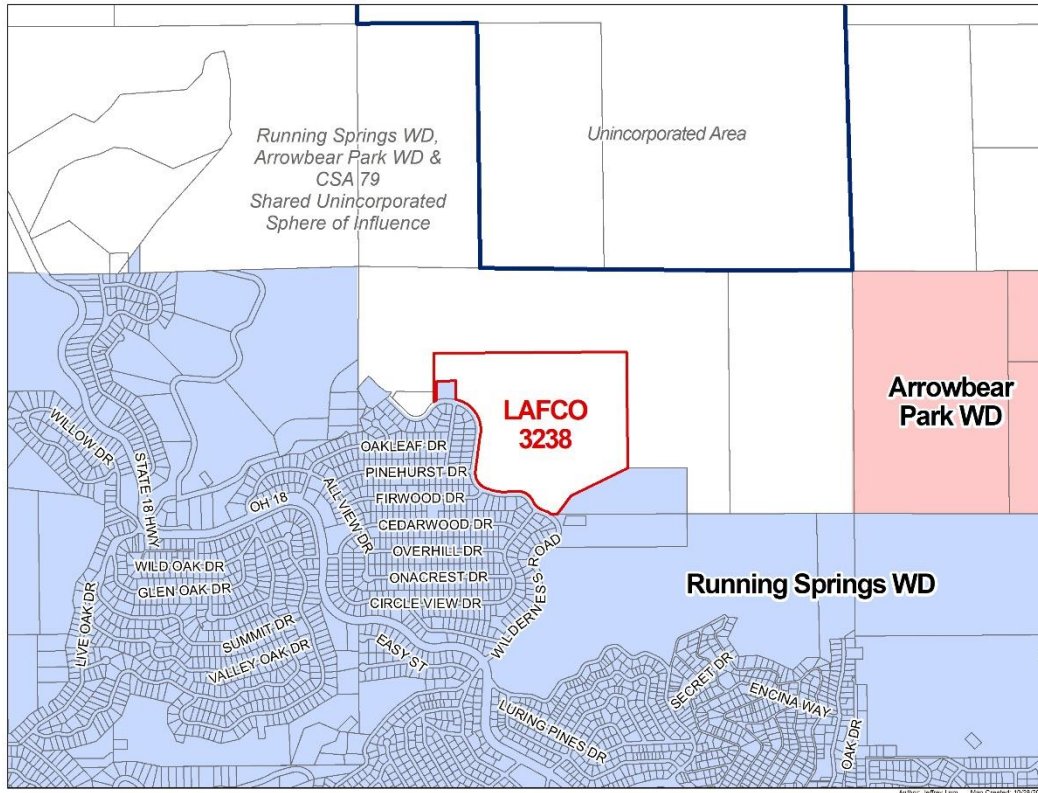 Running Springs WD,
Arrowbear Park WD &
CSA 79
Shared Unincorporated
Sphere of Influence
Unincorporated Area
LAFCO
3238
Arrowbear
Park WD
Running Springs WD
WILLOW DR
STATE 18 HWY
OAKLEAF DR
PINEHURST DR
FIRWOOD DR
CEDARWOOD DR
OVERHILL DR
ONACREST DR
CIRCLE VIEW DR
ALL VIEW DR
OH 18
WILD OAK DR
GLEN OAK DR
LIVE OAK DR
SUMMIT DR
VALLEY OAK DR
EASY ST
WILDERNESS ROAD
LURING PINES DR
SECRET DR
ENCINA WAY
OAK DR